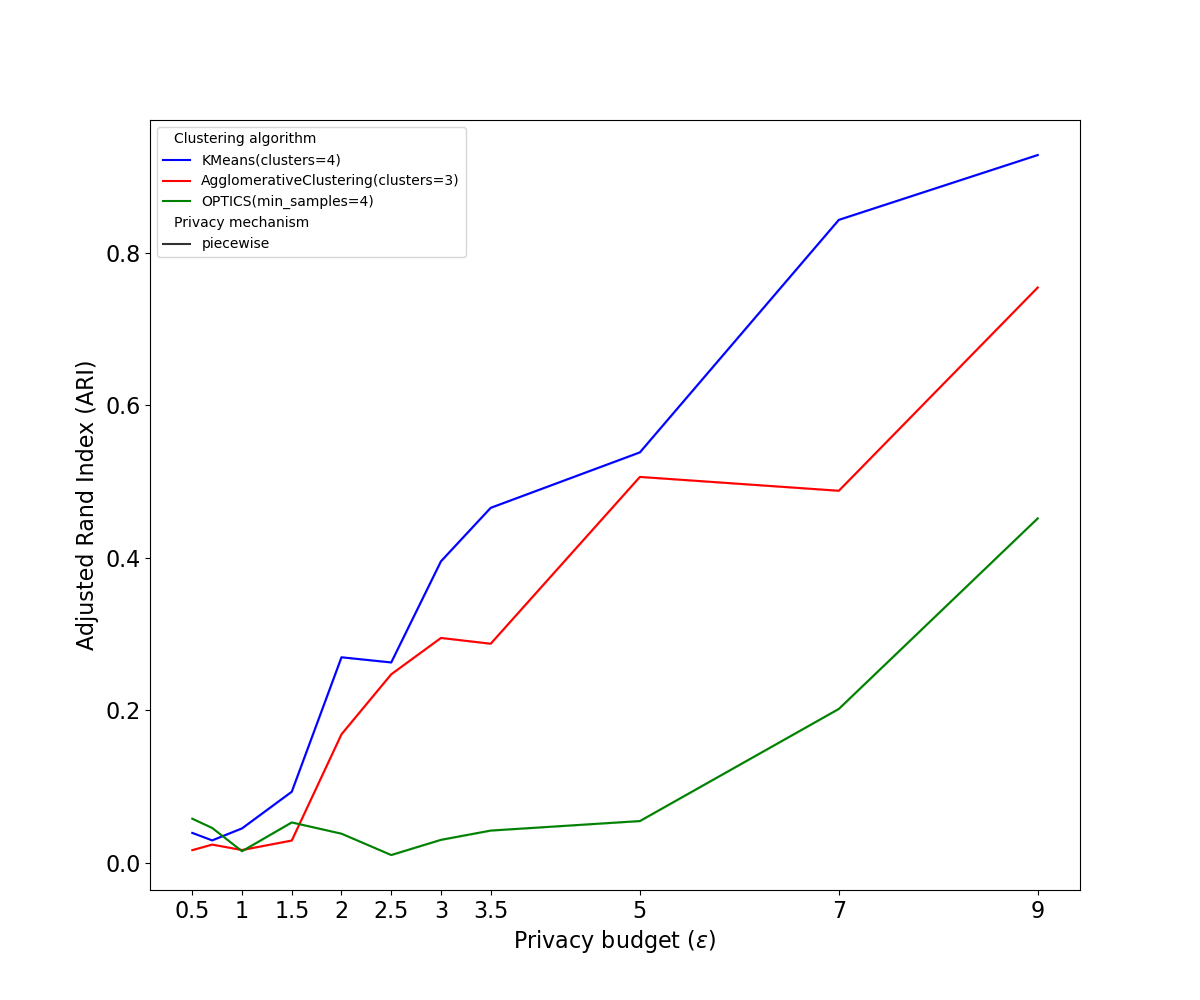 Clustering algorithm
KMeans(clusters=4)
AgglomerativeClustering(clusters=3)
OPTICS(min_samples=4)
Privacy mechanism
piecewise
Adjusted Rand Index (ARI)
0.8
0.6
0.4
0.2
0.0
0.5 1 1.5 2 2.5 3 3.5 5 7 9
Privacy budget (ε)